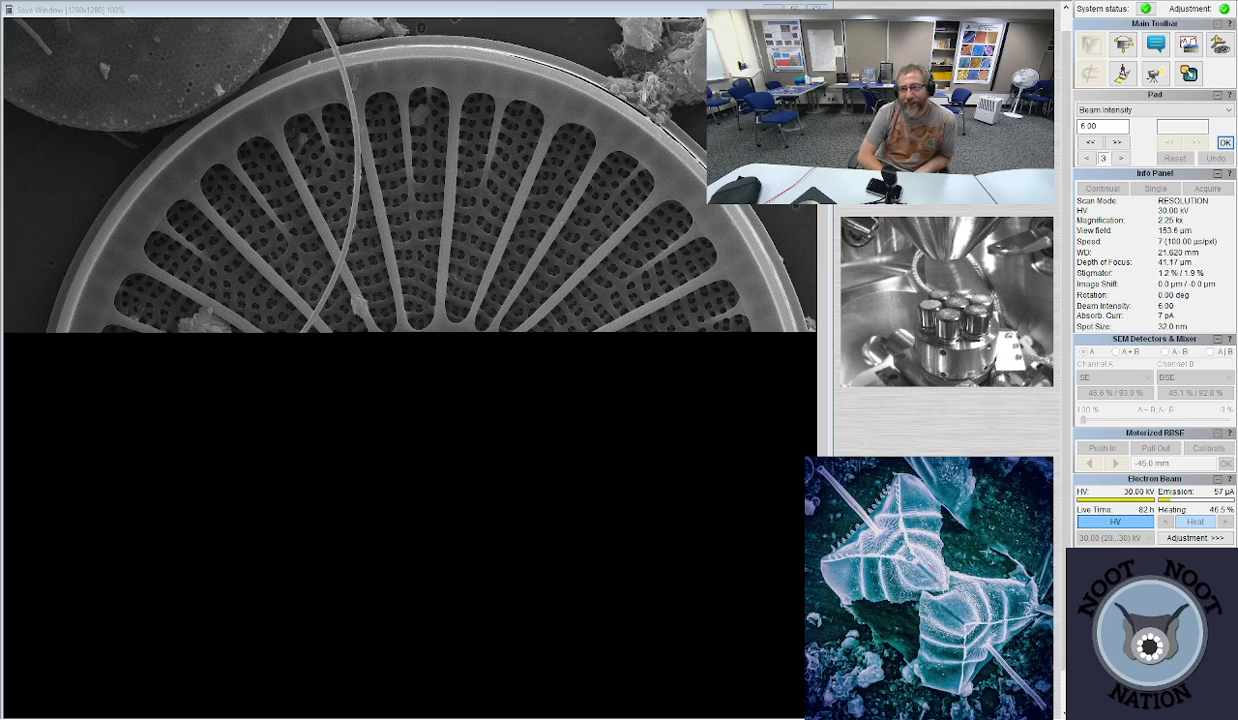 Save Window [1280x1280] 100%
System status:
Adjustment:
Main Toolbar
Pad
Beam Intensity
6.00
<< >>
<< >>
OK
< 3 >
Reset
Undo
Info Panel
Continual
Single
Acquire
Scan Mode: RESOLUTION
HV: 30.00 kV
Magnification: 2.25 kx
View field: 153.6 µm
Speed: 7 (100.00 µs/pxl)
WD: 21.620 mm
Depth of Focus: 41.17 µm
Stigmator: 1.2 % / 1.9 %
Image Shift: 0.0 µm / -0.0 µm
Rotation: 0.00 deg
Beam Intensity: 6.00
Absorb. Curr: 7 pA
Spot Size: 32.0 nm
SEM Detectors & Mixer
A
A + B
A - B
A | B
Channel A
SE
BSE
100 %
0 %
Motorized RBSE
Push In
Pull Out
Calibrate
-45.0 mm
OK
Electron Beam
HV: 30.00 kV Emission: 57 µA
Live Time: 82 h Heating: 46.5 %
HV
< Heat >
30.00 (20...30) kV
Adjustment >>>
NOOT NOOT
NATION